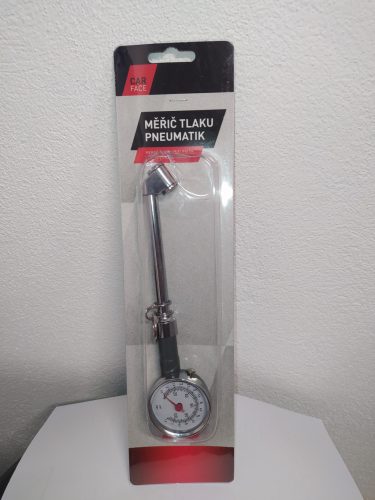 CAR
FACE
MĚŘIČ TLAKU
PNEUMATIK